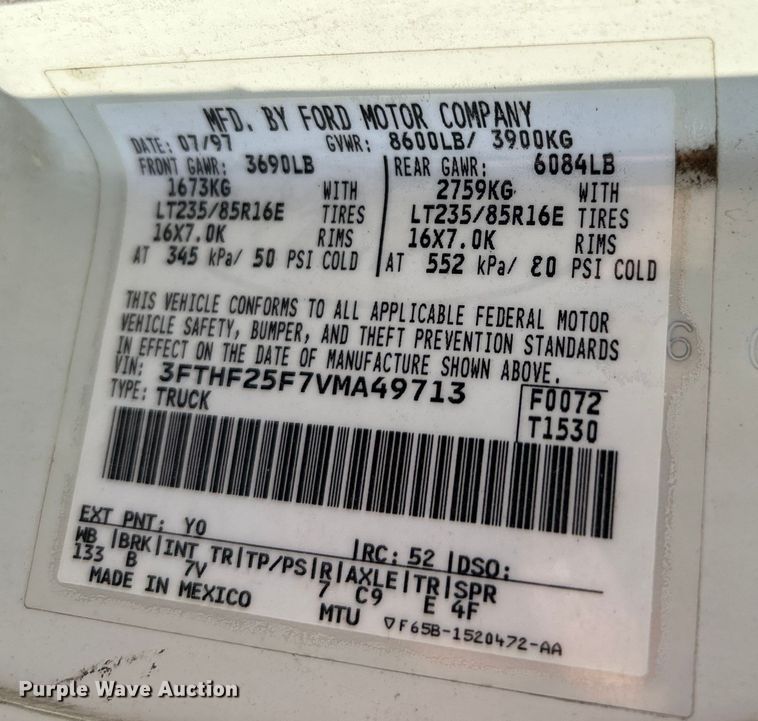 MFD. BY FORD MOTOR COMPANY
DATE: 07/97 GVWR: 8600LB/ 3900KG
FRONT GAWR: 3690LB REAR GAWR: 6084LB
1673KG WITH 2759KG WITH
LT235/85R16E TIRES LT235/85R16E TIRES
16X7.0K RIMS 16X7.0K RIMS
AT 345 kPa/ 50 PSI COLD AT 552 kPa/ 80 PSI COLD
THIS VEHICLE CONFORMS TO ALL APPLICABLE FEDERAL MOTOR
VEHICLE SAFETY, BUMPER, AND THEFT PREVENTION STANDARDS
IN EFFECT ON THE DATE OF MANUFACTURE SHOWN ABOVE.
VIN: 3FTHF25F7VMA49713
TYPE: TRUCK
F0072
T1530
EXT PNT: YO RC: 52 DSO:
WB BRK INT TR TP/PS R AXLE TR SPR
133 B 7V 7 C9 E 4F
MADE IN MEXICO MTU ▽F65B-1520472-AA
6
Purple Wave Auction